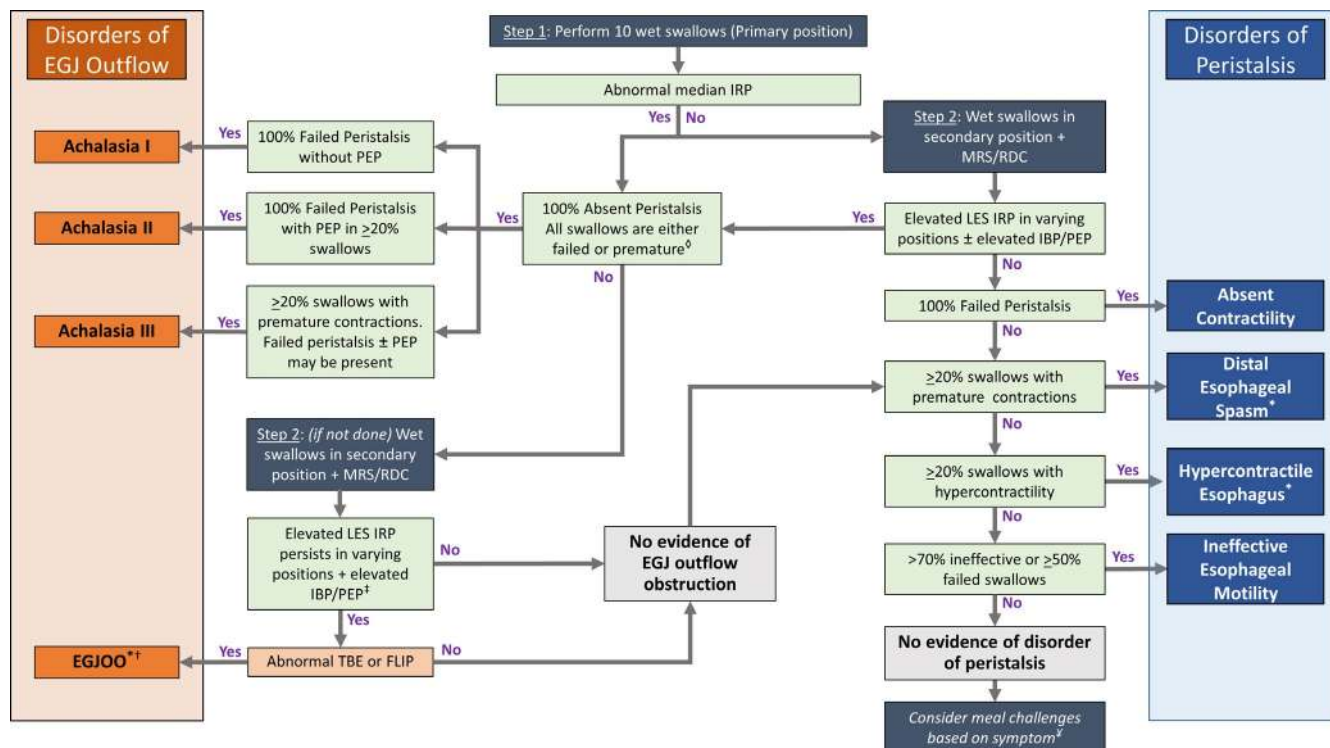 Disorders of
EGJ Outflow
Step 1: Perform 10 wet swallows (Primary position)
Disorders of
Peristalsis
Abnormal median IRP
Yes
No
Step 2: Wet swallows in
secondary position +
MRS/RDC
Achalasia I
Yes
100% Failed Peristalsis
without PEP
Achalasia II
Yes
100% Failed Peristalsis
with PEP in ≥20%
swallows
Yes
100% Absent Peristalsis
All swallows are either
failed or premature◊
Yes
Elevated LES IRP in varying
positions ± elevated IBP/PEP
No
No
Achalasia III
Yes
≥20% swallows with
premature contractions.
Failed peristalsis ± PEP
may be present
100% Failed Peristalsis
Yes
Absent
Contractility
No
≥20% swallows with
premature contractions
Yes
Distal
Esophageal
Spasm*
No
Step 2: (if not done) Wet
swallows in secondary
position + MRS/RDC
≥20% swallows with
hypercontractility
Yes
Hypercontractile
Esophagus*
No
Elevated LES IRP
persists in varying
positions + elevated
IBP/PEP‡
No
No evidence of
EGJ outflow
obstruction
>70% ineffective or ≥50%
failed swallows
Yes
Ineffective
Esophageal
Motility
Yes
No
EGJOO*†
Yes
Abnormal TBE or FLIP
No
No evidence of disorder
of peristalsis
Consider meal challenges
based on symptom¥